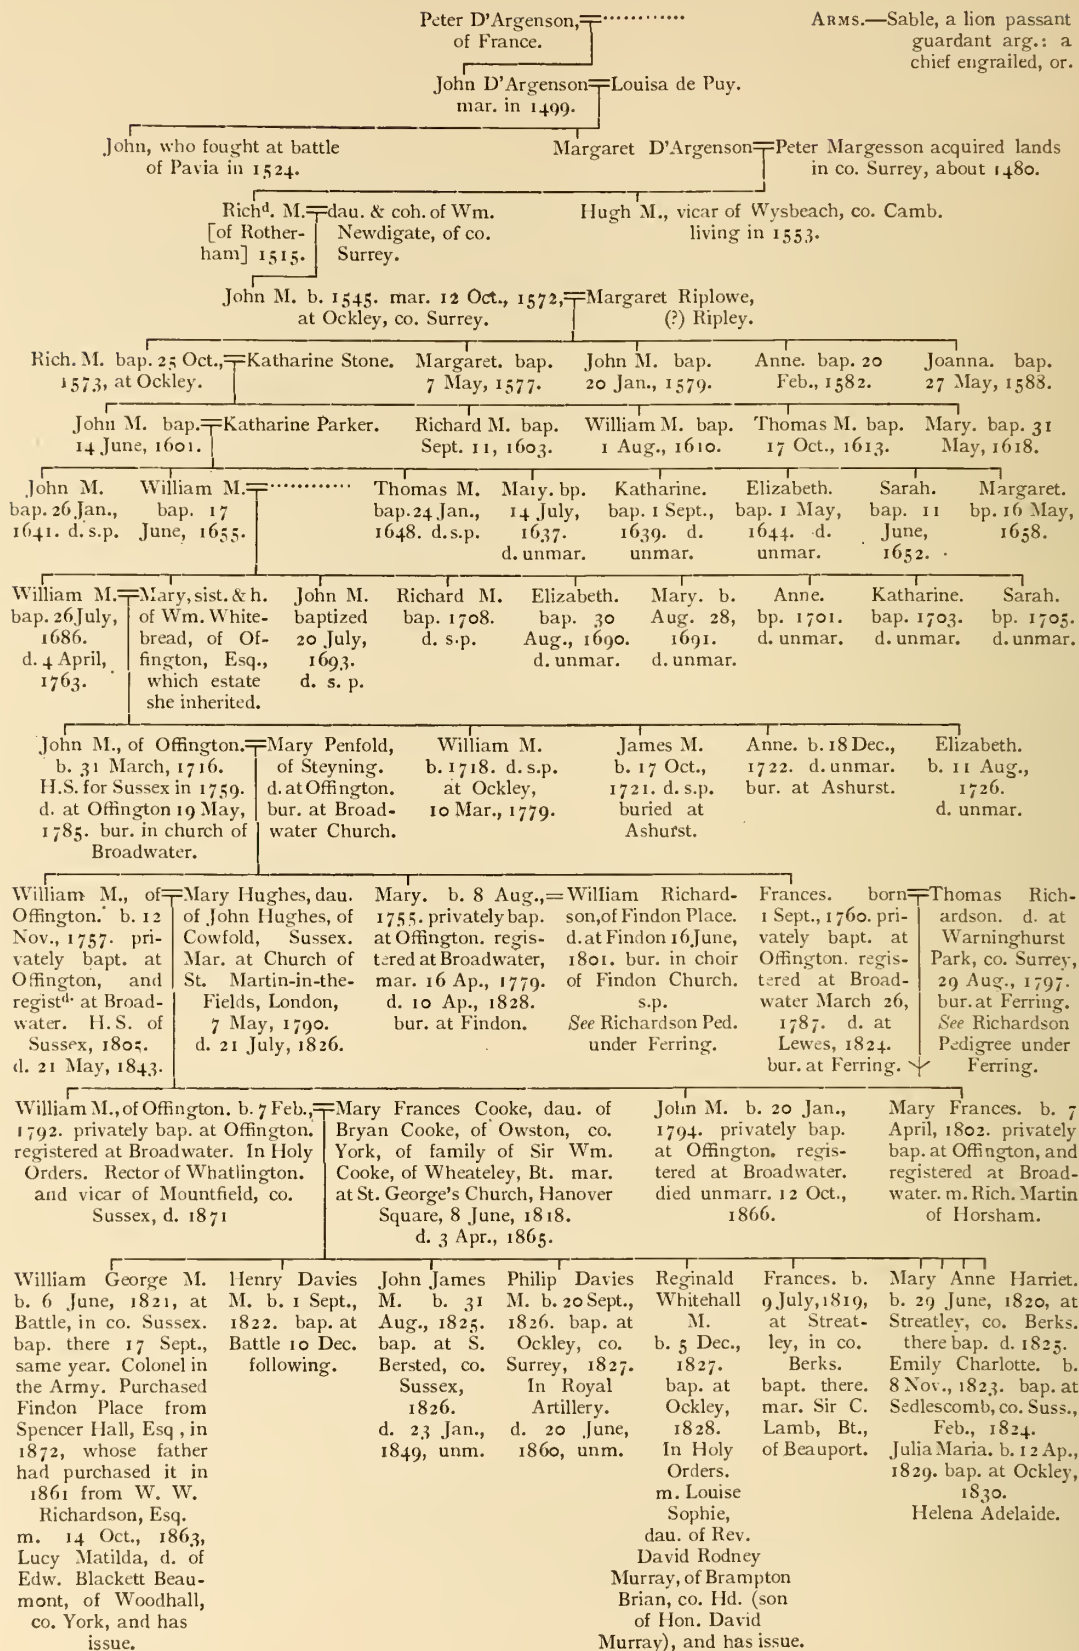 Peter D'Argenson,
of France.
ARMS.—Sable, a lion passant
guardant arg.: a
chief engrailed, or.
John D'Argenson
mar. in 1499.
Louisa de Puy.
John, who fought at battle
of Pavia in 1524.
Margaret D'Argenson
Peter Margesson acquired lands
in co. Surrey, about 1480.
Richd. M.
[of Rother-
ham] 1515.
dau. & coh. of Wm.
Newdigate, of co.
Surrey.
Hugh M., vicar of Wysbeach, co. Camb.
living in 1553.
John M. b. 1545. mar. 12 Oct., 1572,
at Ockley, co. Surrey.
Margaret Riplowe,
(?) Ripley.
Rich. M. bap. 25 Oct.,
1573, at Ockley.
Katharine Stone.
Margaret. bap.
7 May, 1577.
John M. bap.
20 Jan., 1579.
Anne. bap. 20
Feb., 1582.
Joanna. bap.
27 May, 1588.
John M. bap.
14 June, 1601.
Katharine Parker.
Richard M. bap.
Sept. 11, 1603.
William M. bap.
1 Aug., 1610.
Thomas M. bap.
17 Oct., 1613.
Mary. bap. 31
May, 1618.
John M.
bap. 26 Jan.,
1641. d.s.p.
William M.
bap. 17
June, 1655.
Thomas M.
bap. 24 Jan.,
1648. d.s.p.
Mary. bp.
14 July,
1637.
d. unmar.
Katharine.
bap. 1 Sept.,
1639. d.
unmar.
Elizabeth.
bap. 1 May,
1644. d.
unmar.
Sarah.
bap. 11
June,
1652.
Margaret.
bp. 16 May,
1658.
William M.
bap. 26 July,
1686.
d. 4 April,
1763.
Mary, sist. & h.
of Wm. White-
bread, of Of-
fington, Esq.,
which estate
she inherited.
John M.
baptized
20 July,
1693.
d. s. p.
Richard M.
bap. 1708.
d. s.p.
Elizabeth.
bap. 30
Aug., 1690.
d. unmar.
Mary. b.
Aug. 28,
1691.
d. unmar.
Anne.
bp. 1701.
d. unmar.
Katharine.
bap. 1703.
d. unmar.
Sarah.
bp. 1705.
d. unmar.
John M., of Offington.
b. 31 March, 1716.
H.S. for Sussex in 1759.
d. at Offington 19 May,
1785. bur. in church of
Broadwater.
Mary Penfold,
of Steyning.
d. at Offington.
bur. at Broad-
water Church.
William M.
b. 1718. d.s.p.
at Ockley,
10 Mar., 1779.
James M.
b. 17 Oct.,
1721. d. s.p.
buried at
Ashurst.
Anne. b. 18 Dec.,
1722. d. unmar.
bur. at Ashurst.
Elizabeth.
b. 11 Aug.,
1726.
d. unmar.
William M., of
Offington. b. 12
Nov., 1757. pri-
vately bapt. at
Offington, and
registd. at Broad-
water. H.S. of
Sussex, 1805.
d. 21 May, 1843.
Mary Hughes, dau.
of John Hughes, of
Cowfold, Sussex.
Mar. at Church of
St. Martin-in-the-
Fields, London,
7 May, 1790.
d. 21 July, 1826.
Mary. b. 8 Aug.,
1755. privately bap.
at Offington. regis-
tered at Broadwater,
mar. 16 Ap., 1779.
d. 10 Ap., 1828.
bur. at Findon.
William Richard-
son, of Findon Place.
d. at Findon 16 June,
1801. bur. in choir
of Findon Church.
s.p.
See Richardson Ped.
under Ferring.
Frances. born
1 Sept., 1760. pri-
vately bapt. at
Offington. regis-
tered at Broad-
water March 26,
1787. d. at
Lewes, 1824.
bur. at Ferring.
Thomas Rich-
ardson. d. at
Warninghurst
Park, co. Surrey,
29 Aug., 1797.
bur. at Ferring.
See Richardson
Pedigree under
Ferring.
William M., of Offington. b. 7 Feb.,
1792. privately bap. at Offington.
registered at Broadwater. In Holy
Orders. Rector of Whatlington.
and vicar of Mountfield, co.
Sussex, d. 1871
Mary Frances Cooke, dau. of
Bryan Cooke, of Owston, co.
York, of family of Sir Wm.
Cooke, of Wheateley, Bt. mar.
at St. George's Church, Hanover
Square, 8 June, 1818.
d. 3 Apr., 1865.
John M. b. 20 Jan.,
1794. privately bap.
at Offington. regis-
tered at Broadwater.
died unmarr. 12 Oct.,
1866.
Mary Frances. b. 7
April, 1802. privately
bap. at Offington, and
registered at Broad-
water. m. Rich. Martin
of Horsham.
William George M.
b. 6 June, 1821, at
Battle, in co. Sussex.
bap. there 17 Sept.,
same year. Colonel in
the Army. Purchased
Findon Place from
Spencer Hall, Esq, in
1872, whose father
had purchased it in
1861 from W. W.
Richardson, Esq.
m. 14 Oct., 1863,
Lucy Matilda, d. of
Edw. Blackett Beau-
mont, of Woodhall,
co. York, and has
issue.
Henry Davies
M. b. 1 Sept.,
1822. bap. at
Battle 10 Dec.
following.
John James
M. b. 31
Aug., 1825.
bap. at S.
Bersted, co.
Sussex,
1826.
d. 23 Jan.,
1849, unm.
Philip Davies
M. b. 20 Sept.,
1826. bap. at
Ockley, co.
Surrey, 1827.
In Royal
Artillery.
d. 20 June,
1860, unm.
Reginald
Whitehall
M.
b. 5 Dec.,
1827.
bap. at
Ockley,
1828.
In Holy
Orders.
m. Louise
Sophie,
dau. of Rev.
David Rodney
Murray, of Brampton
Brian, co. Hd. (son
of Hon. David
Murray), and has issue.
Frances. b.
9 July, 1819,
at Streat-
ley, in co.
Berks.
bapt. there.
mar. Sir C.
Lamb, Bt.,
of Beauport.
Mary Anne Harriet.
b. 29 June, 1820, at
Streatley, co. Berks.
there bap. d. 1825.
Emily Charlotte. b.
8 Nov., 1823. bap. at
Sedlescomb, co. Suss.,
Feb., 1824.
Julia Maria. b. 12 Ap.,
1829. bap. at Ockley,
1830.
Helena Adelaide.